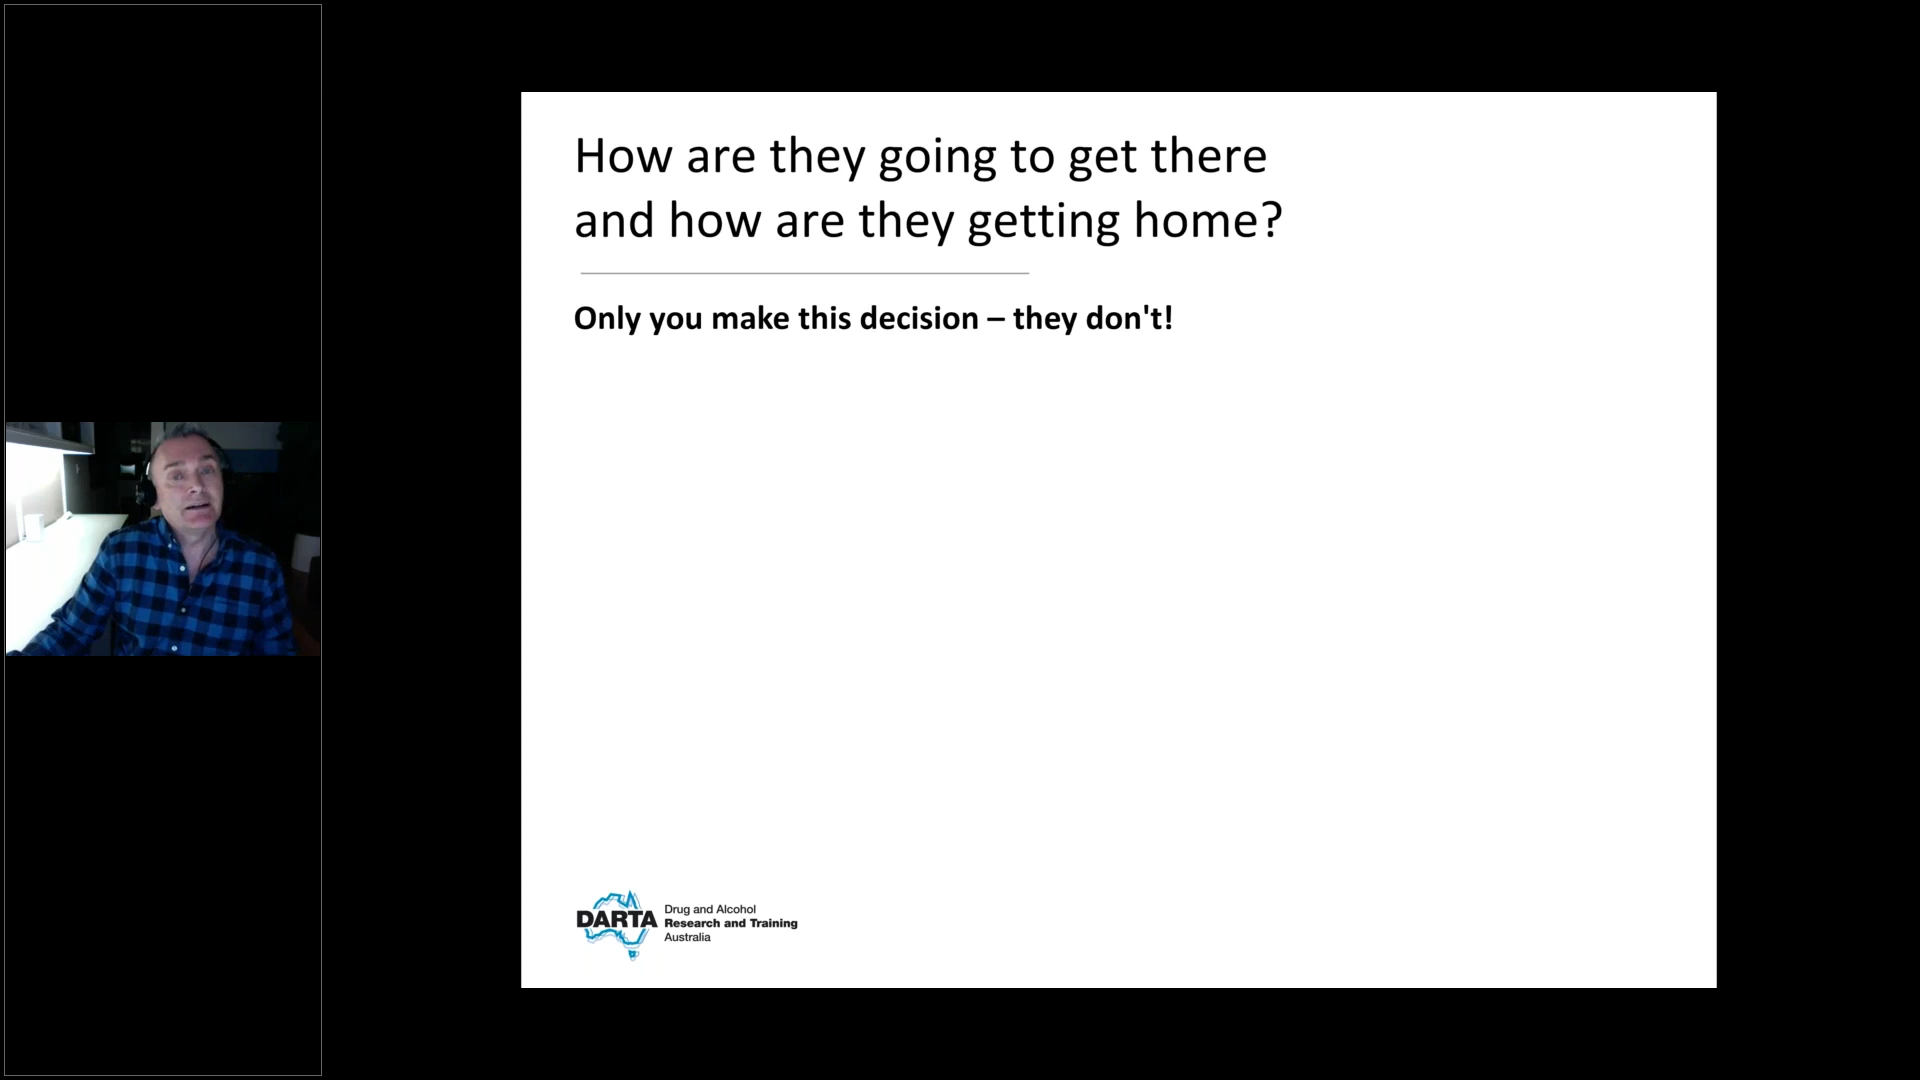 How are they going to get there
and how are they getting home?
Only you make this decision – they don't!
DARTA
Drug and Alcohol
Research and Training
Australia